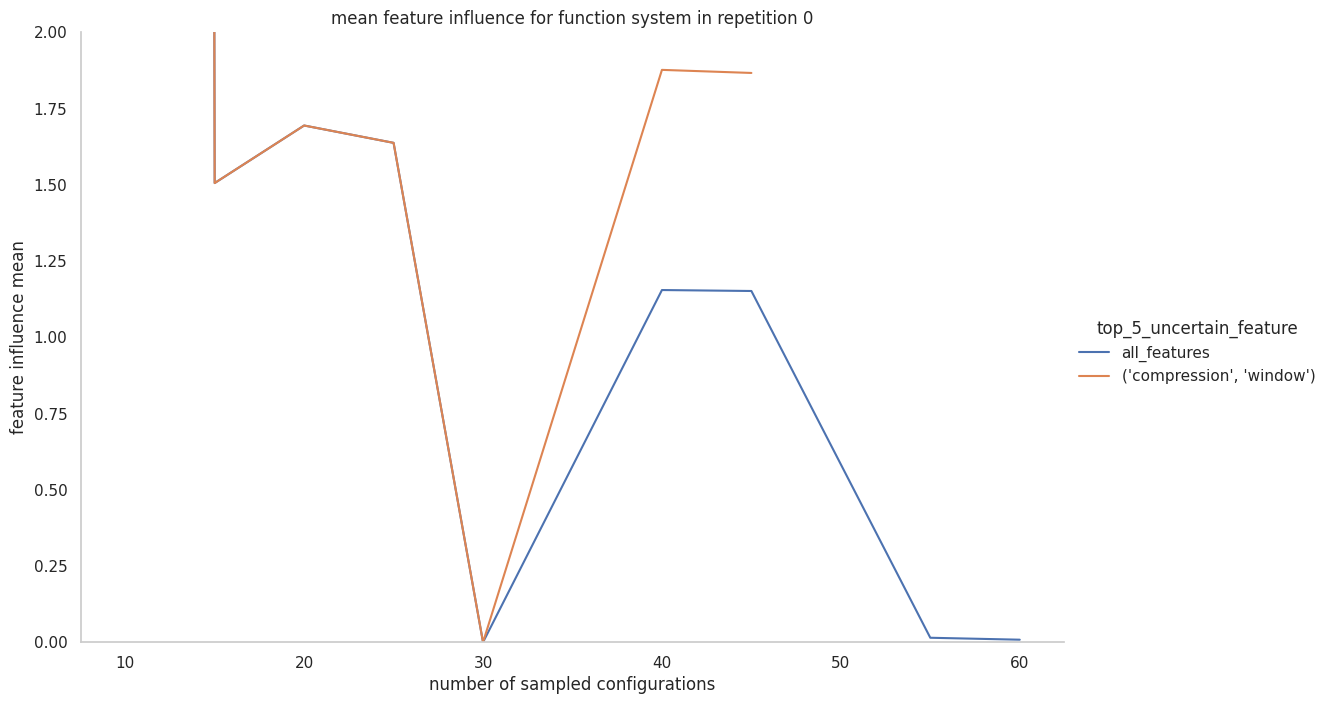 mean feature influence for function system in repetition 0
feature influence mean
2.00
1.75
1.50
1.25
1.00
0.75
0.50
0.25
0.00
10 20 30 40 50 60
number of sampled configurations
top_5_uncertain_feature
all_features
('compression', 'window')